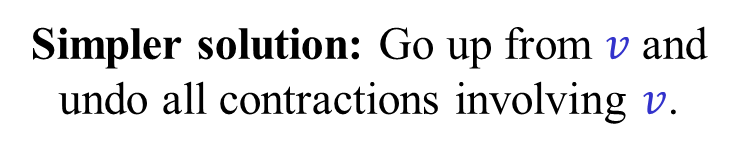 Simpler solution: Go up from v and
undo all contractions involving v.